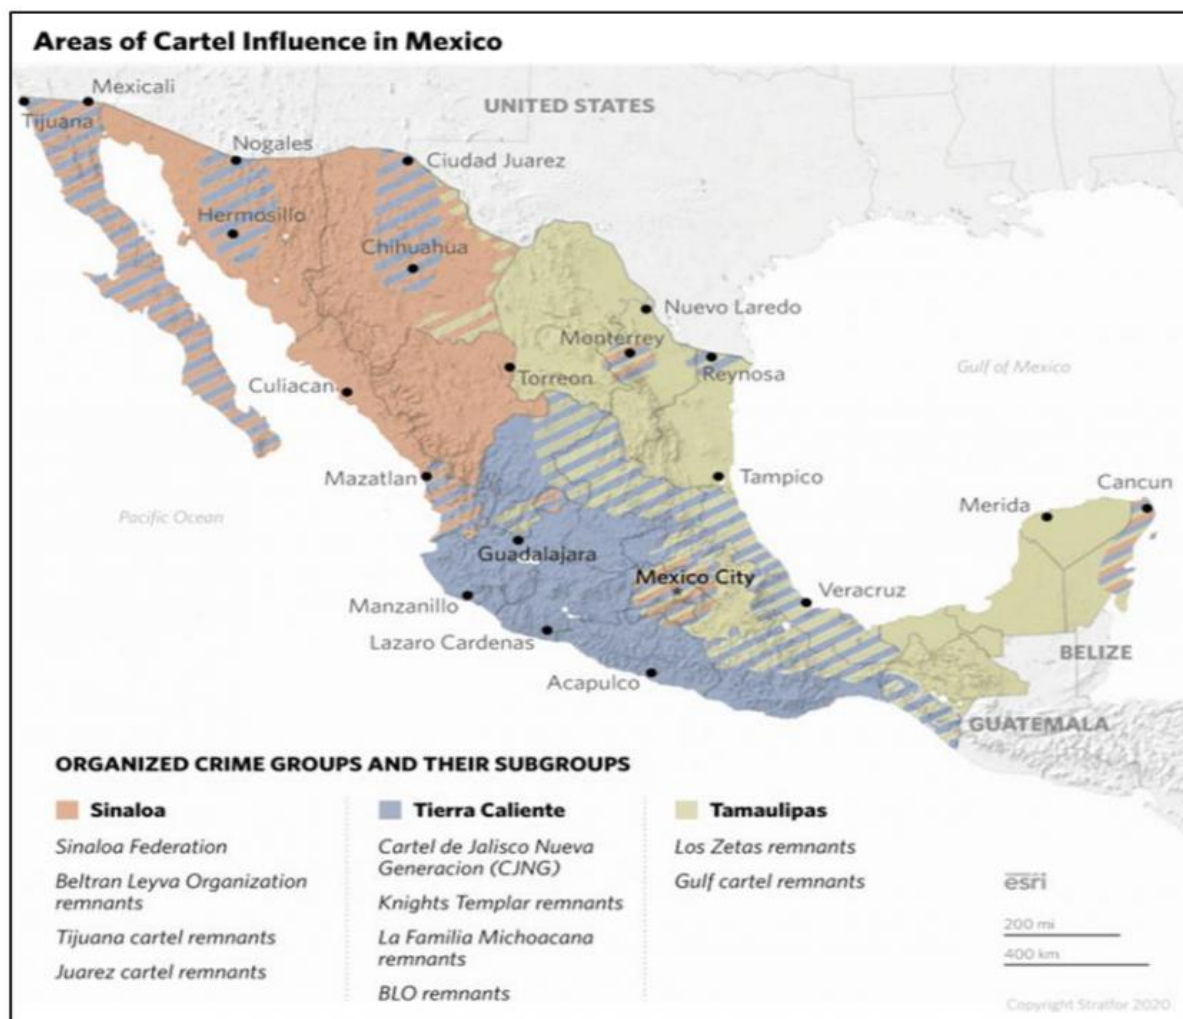 Areas of Cartel Influence in Mexico
Mexicali
UNITED STATES
Tijuana
Nogales
Ciudad Juarez
Hermosillo
Chihuahua
Nuevo Laredo
Monterrey
Reynosa
Gulf of Mexico
Torreon
Culiacan
Mazatlan
Tampico
Cancun
Merida
Pacific Ocean
Guadalajara
Mexico City
Veracruz
Manzanillo
Lazaro Cardenas
BELIZE
Acapulco
GUATEMALA
ORGANIZED CRIME GROUPS AND THEIR SUBGROUPS
Sinaloa
Sinaloa Federation
Beltran Leyva Organization
remnants
Tijuana cartel remnants
Juarez cartel remnants
Tierra Caliente
Cartel de Jalisco Nueva
Generacion (CJNG)
Knights Templar remnants
La Familia Michoacana
remnants
BLO remnants
Tamaulipas
Los Zetas remnants
Gulf cartel remnants
esri
200 mi
400 km
Copyright Stratfor 2020